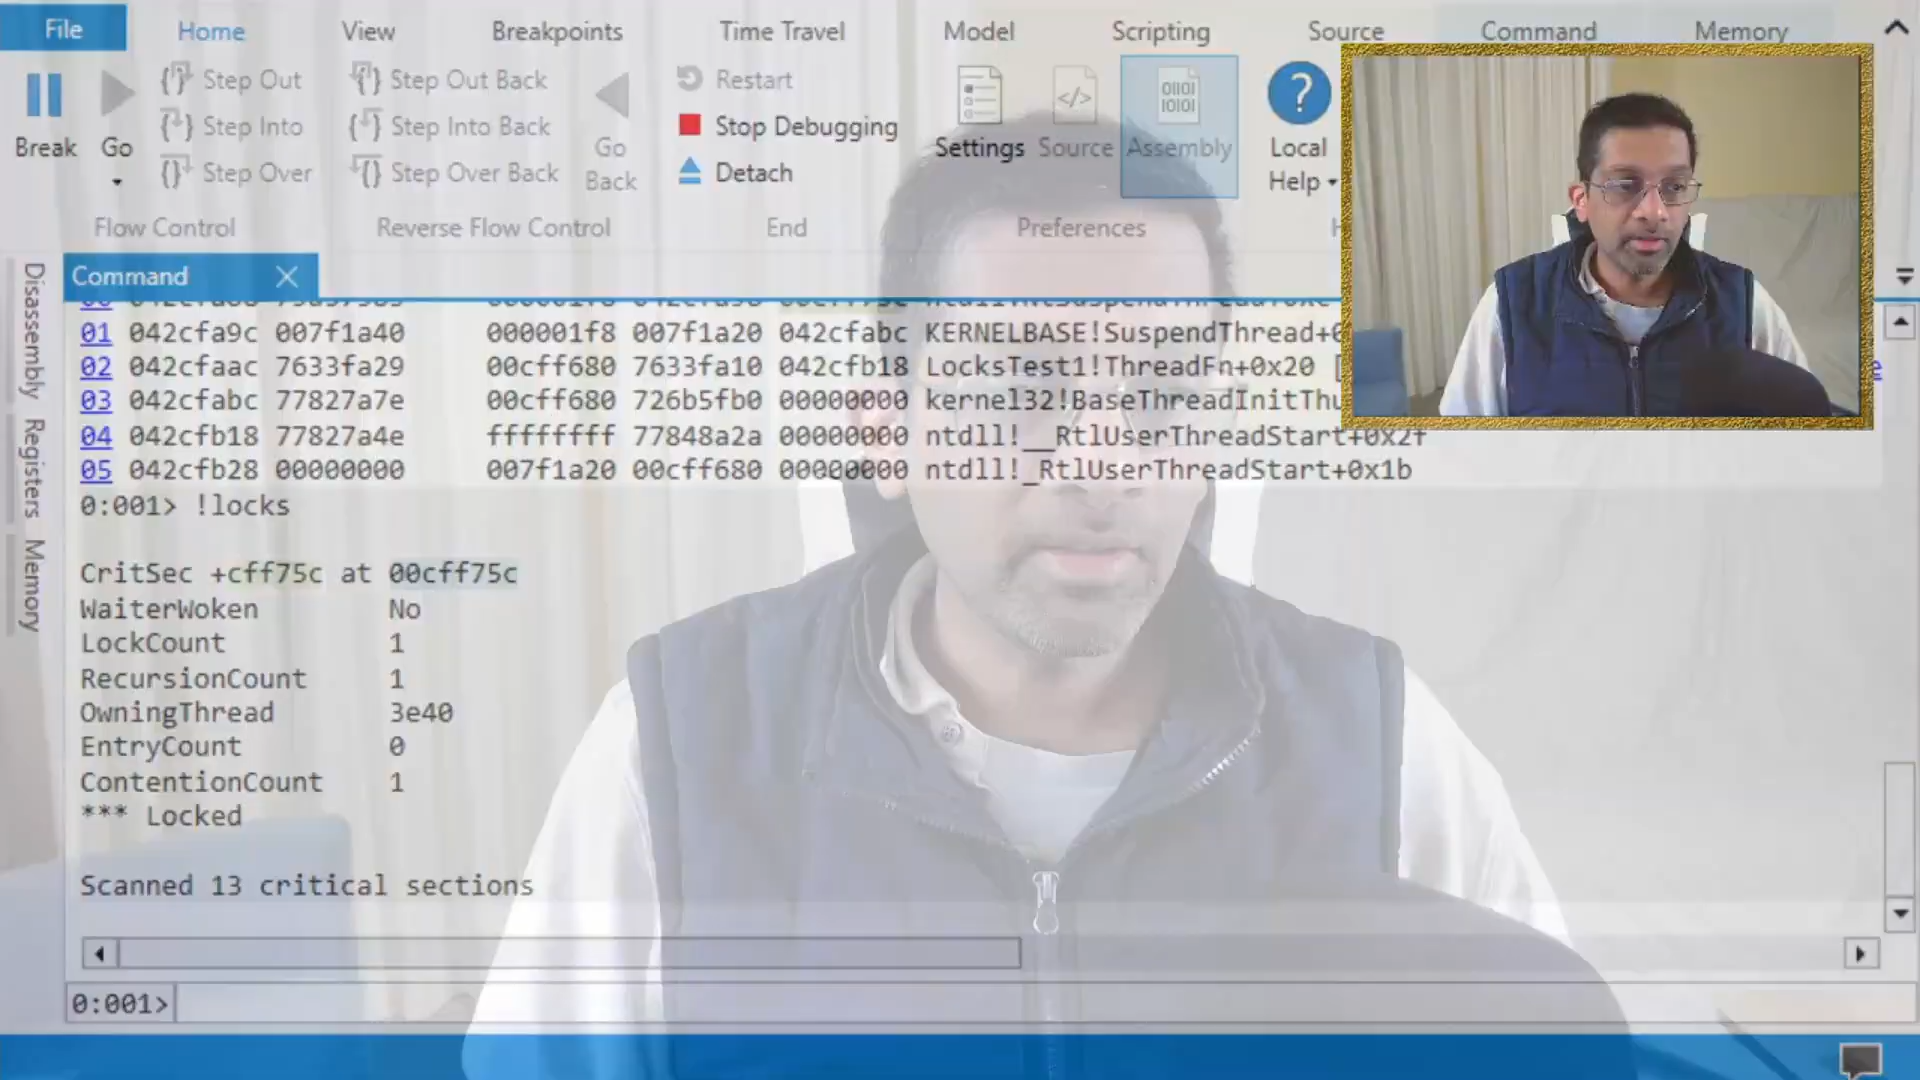 File Home View Breakpoints Time Travel Model Scripting Source Command Memory
Break
Go
Step Out
Step Into
Step Over
Flow Control
Step Out Back
Step Into Back
Step Over Back
Go Back
Reverse Flow Control
Restart
Stop Debugging
Detach
End
Settings
Source
Assembly
Preferences
Local Help
Disassembly
Registers
Memory
Command
01 042cfa9c 007f1a40 000001f8 007f1a20 042cfabc KERNELBASE!SuspendThread+0
02 042cfaac 7633fa29 00cff680 7633fa10 042cfb18 LocksTest1!ThreadFn+0x20 [
03 042cfabc 77827a7e 00cff680 726b5fb0 00000000 kernel32!BaseThreadInitThu
04 042cfb18 77827a4e ffffffff 77848a2a 00000000 ntdll!__RtlUserThreadStart+0x2f
05 042cfb28 00000000 007f1a20 00cff680 00000000 ntdll!_RtlUserThreadStart+0x1b
0:001> !locks
CritSec +cff75c at 00cff75c
WaiterWoken No
LockCount 1
RecursionCount 1
OwningThread 3e40
EntryCount 0
ContentionCount 1
*** Locked
Scanned 13 critical sections
0:001>